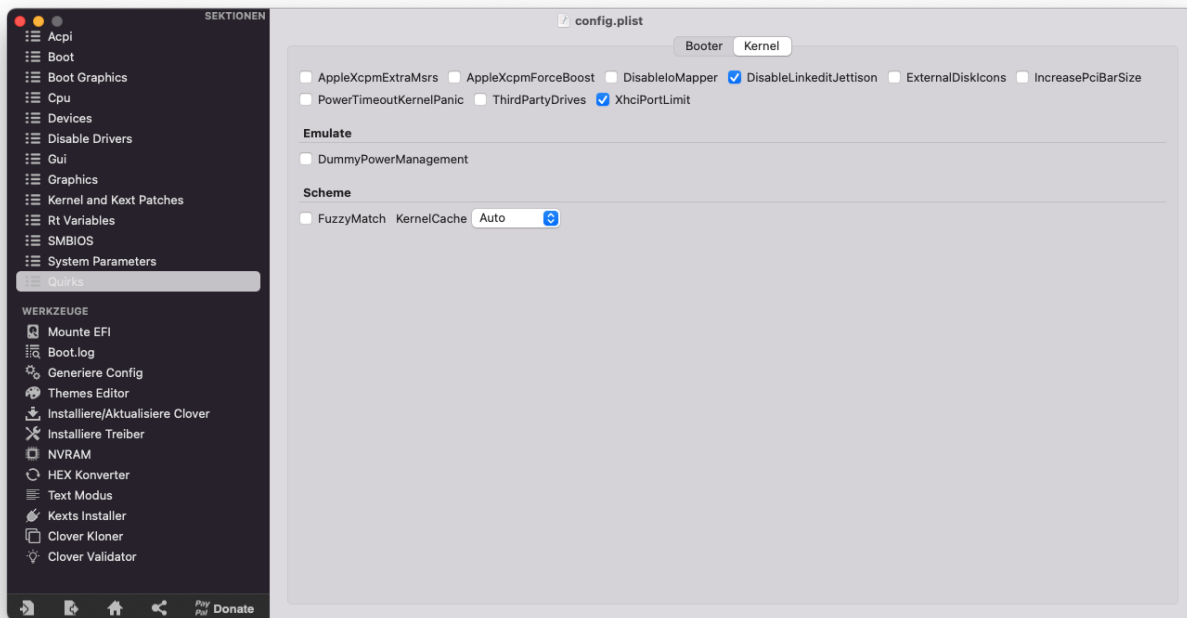 SEKTIONEN
config.plist
Acpi
Boot
Boot Graphics
Cpu
Devices
Disable Drivers
Gui
Graphics
Kernel and Kext Patches
Rt Variables
SMBIOS
System Parameters
Quirks
WERKZEUGE
Mounte EFI
Boot.log
Generiere Config
Themes Editor
Installiere/Aktualisiere Clover
Installiere Treiber
NVRAM
HEX Konverter
Text Modus
Kexts Installer
Clover Kloner
Clover Validator
Pay
Pal Donate
Booter Kernel
AppleXcpmExtraMsrs AppleXcpmForceBoost DisableIoMapper DisableLinkeditJettison ExternalDiskIcons IncreasePciBarSize
PowerTimeoutKernelPanic ThirdPartyDrives XhciPortLimit
Emulate
DummyPowerManagement
Scheme
FuzzyMatch KernelCache Auto